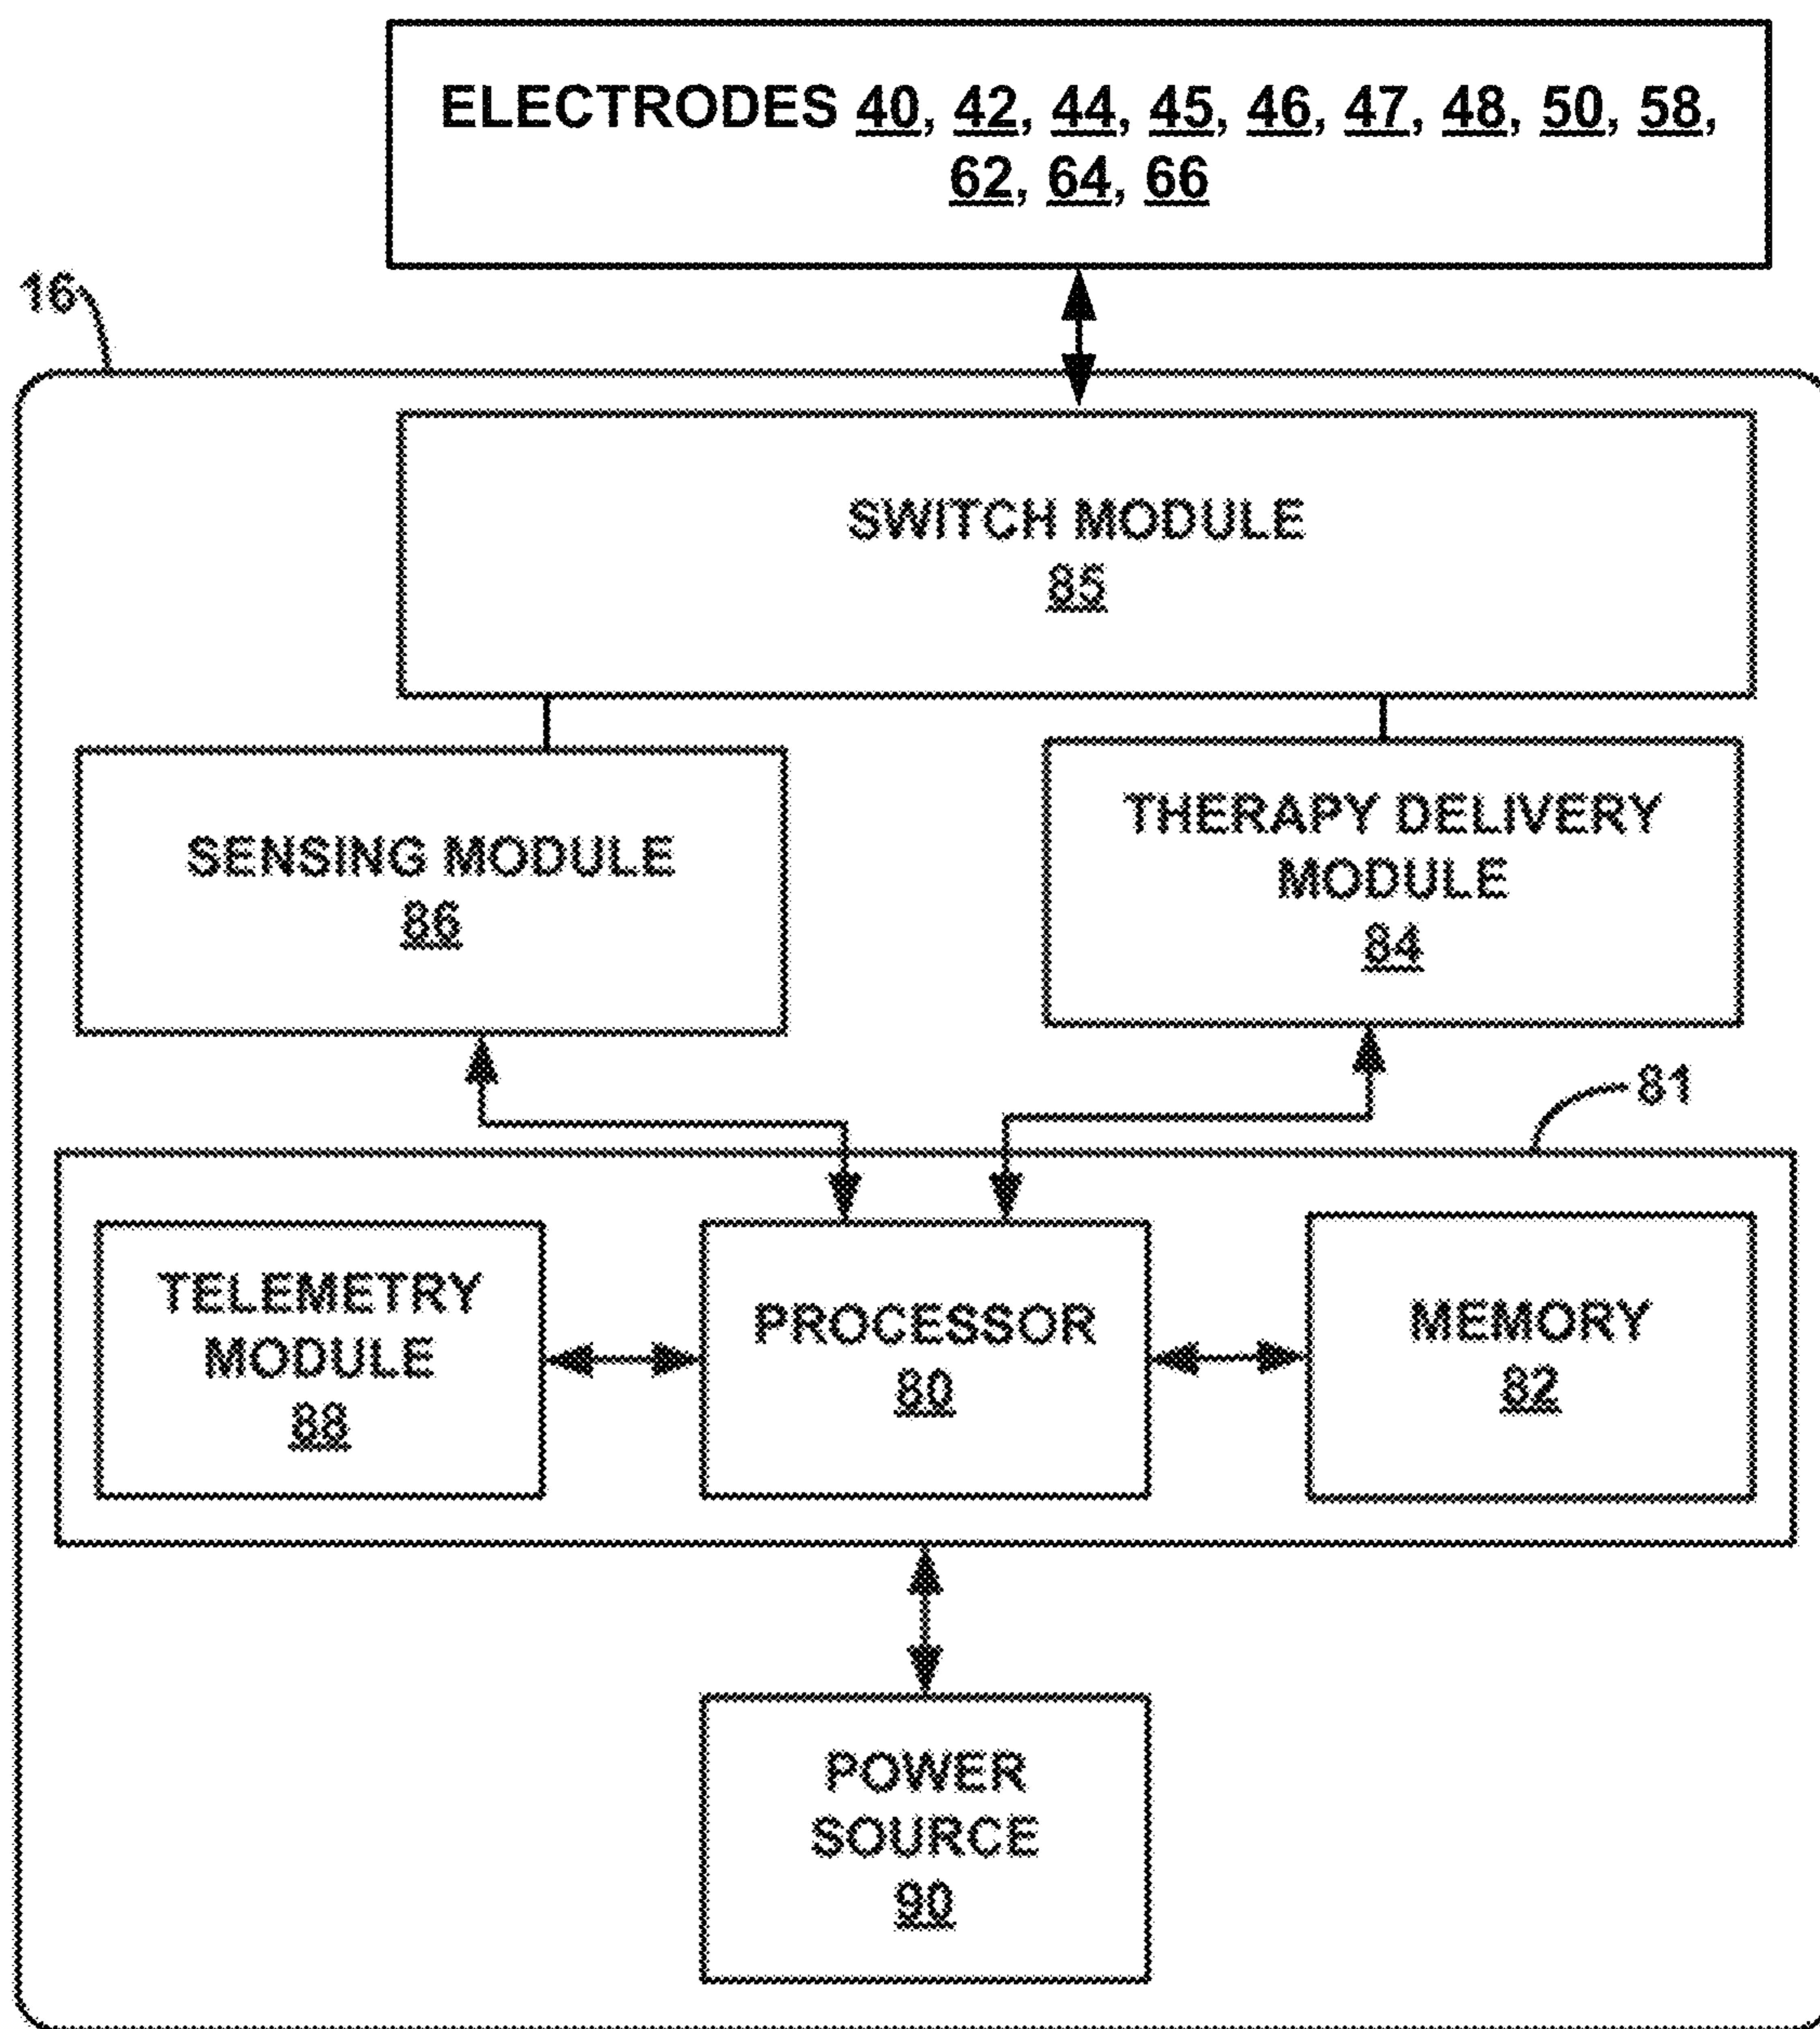 ELECTRODES 40, 42, 44, 45, 46, 47, 48, 50, 58,
62, 64, 66
16
SWITCH MODULE
85
SENSING MODULE
86
THERAPY DELIVERY
MODULE
84
81
TELEMETRY
MODULE
88
PROCESSOR
80
MEMORY
82
POWER
SOURCE
90